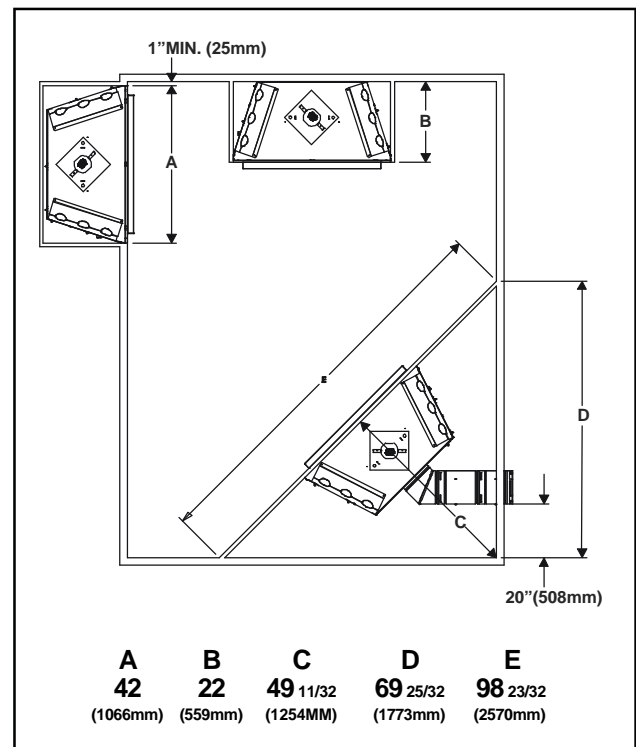 1”MIN. (25mm)
A
B
E
D
C
20”(508mm)
A B C D E
42 22 49 11/32 69 25/32 98 23/32
(1066mm) (559mm) (1254MM) (1773mm) (2570mm)